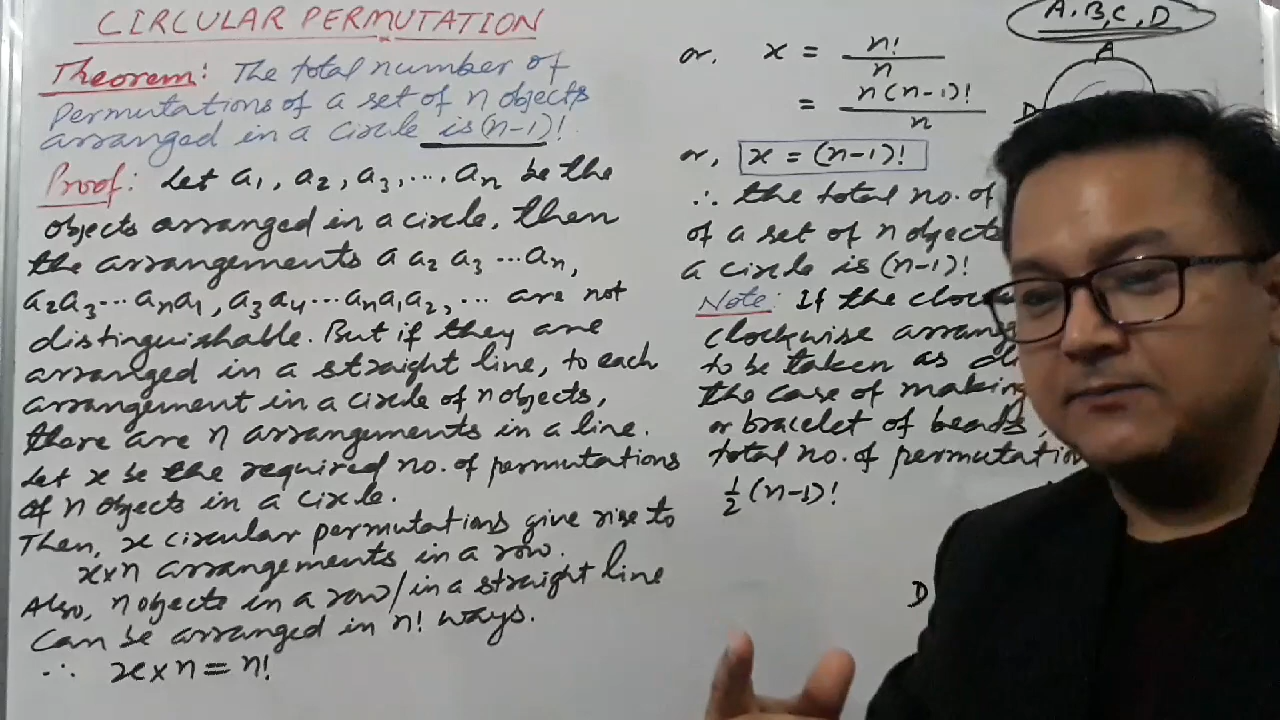 CIRCULAR PERMUTATION
Theorem: The total number of
permutations of a set of n objects
arranged in a circle is (n-1)!
Proof: Let a₁, a₂, a₃, ..., aₙ be the
objects arranged in a circle, then
the arrangements a a₂ a₃ ... aₙ,
a₂a₃... aₙa₁, a₃a₄... aₙa₁a₂, ... are not
distinguishable. But if they are
arranged in a straight line, to each
arrangement in a circle of n objects,
there are n arrangements in a line.
Let x be the required no. of permutations
of n objects in a circle.
Then, x circular permutations give rise to
x×n arrangements in a row.
Also, n objects in a row/in a straight line
can be arranged in n! ways.
∴ x×n = n!
or, x = n!/n
= n(n-1)!/n
or, x = (n-1)!
∴ the total no. of
of a set of n objects
a circle is (n-1)!
Note: If the
clockwise
to be taken as
the case of making
or bracelet of beads,
total no. of
½ (n-1)!
A, B, C, D
A
D
D